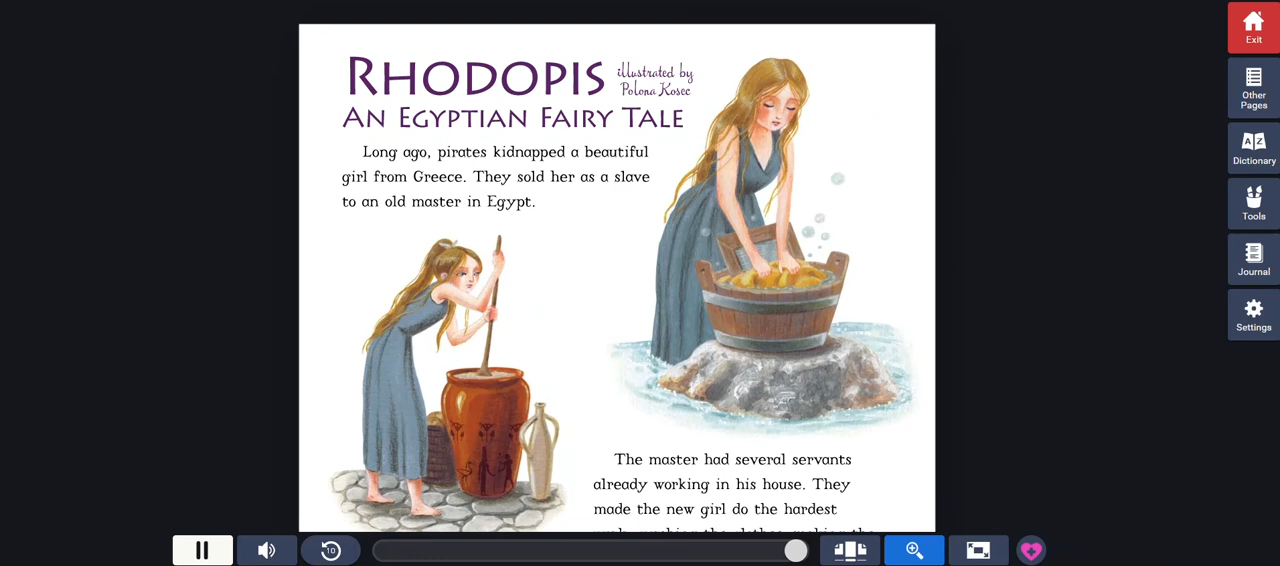 RHODOPIS
illustrated by
Polona Kosec
AN EGYPTIAN FAIRY TALE
Long ago, pirates kidnapped a beautiful
girl from Greece. They sold her as a slave
to an old master in Egypt.
The master had several servants
already working in his house. They
made the new girl do the hardest
Exit
Other
Pages
Dictionary
A Z
Tools
Journal
Settings
10